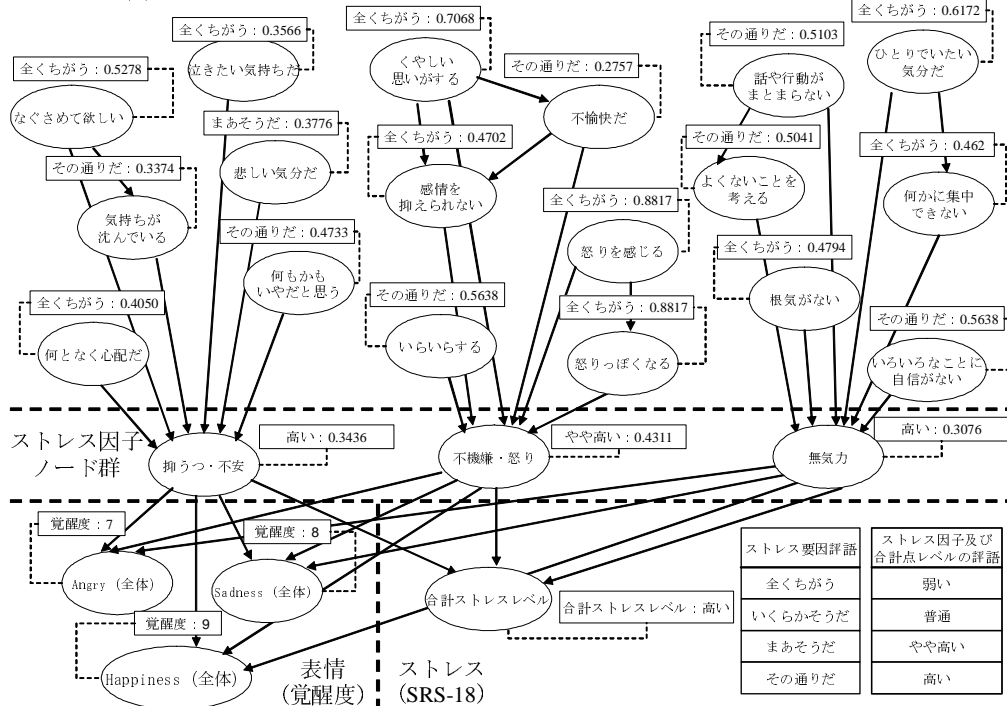 全くちがう：0.3566
泣きたい気持ちだ
全くちがう：0.7068
くやしい
思いがする
その通りだ：0.2757
不愉快だ
その通りだ：0.5103
話や行動が
まとまらない
全くちがう：0.6172
ひとりでいたい
気分だ
全くちがう：0.5278
なぐさめて欲しい
まあそうだ：0.3776
悲しい気分だ
全くちがう：0.4702
感情を
抑えられない
その通りだ：0.5041
よくないことを
考える
全くちがう：0.462
何かに集中
できない
その通りだ：0.3374
気持ちが
沈んでいる
その通りだ：0.4733
何もかも
いやだと思う
全くちがう：0.8817
怒りを感じる
全くちがう：0.4794
根気がない
全くちがう：0.4050
何となく心配だ
その通りだ：0.5638
いらいらする
全くちがう：0.8817
怒りっぽくなる
その通りだ：0.5638
いろいろなことに
自信がない
ストレス因子
ノード群
抑うつ・不安
高い：0.3436
不機嫌・怒り
やや高い：0.4311
無気力
高い：0.3076
覚醒度：7
Angry（全体）
覚醒度：8
Sadness（全体）
覚醒度：9
Happiness（全体）
合計ストレスレベル
合計ストレスレベル：高い
表情
（覚醒度）
ストレス
(SRS-18)
ストレス要因評語
全くちがう
いくらかそうだ
まあそうだ
その通りだ
ストレス因子及び
合計点レベルの評語
弱い
普通
やや高い
高い